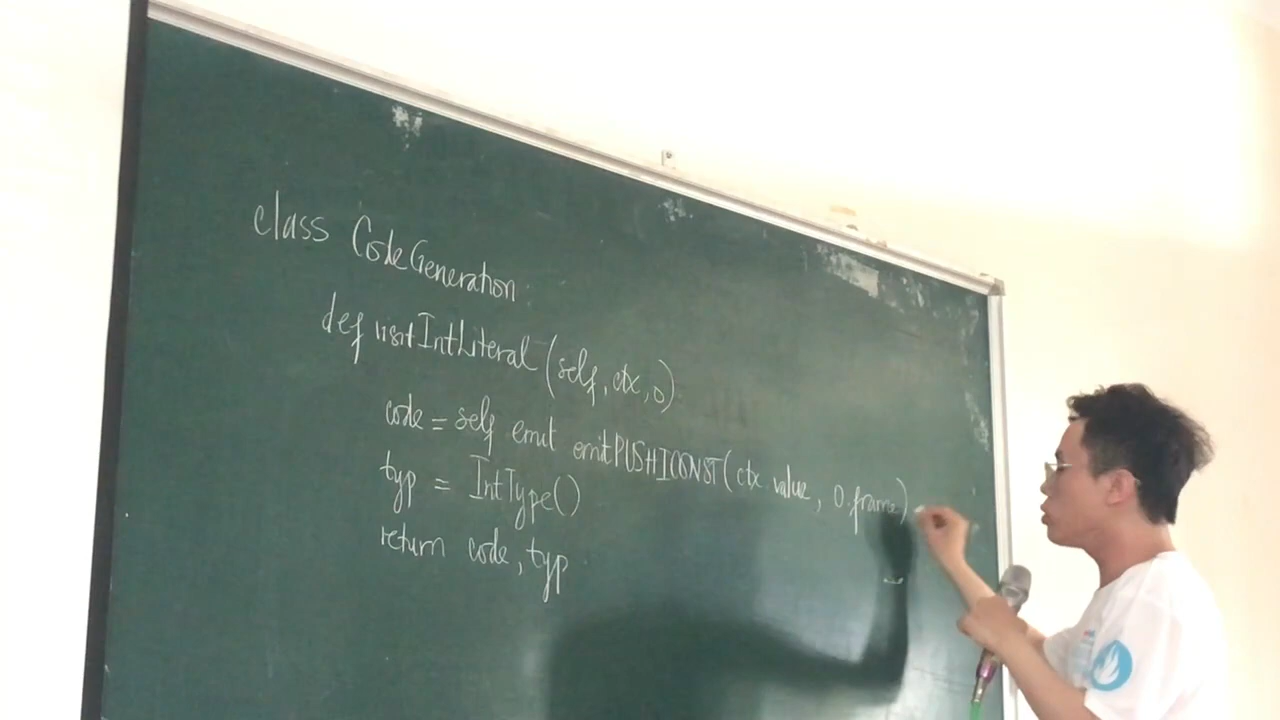 class CodeGeneration:
def visitIntLiteral (self, ctx, o)
code = self emit emitPUSHICONST(ctx.value, o.frame)
typ = IntType()
return code, typ